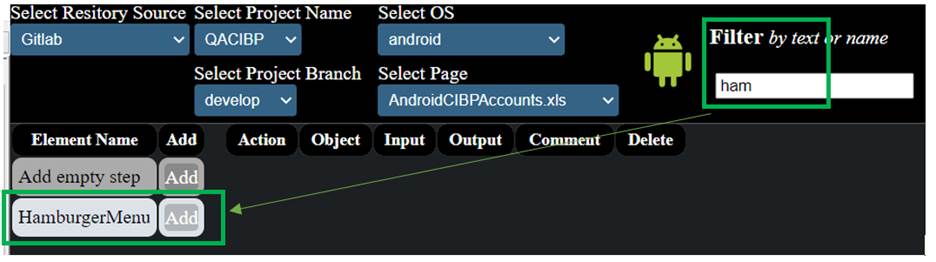 Select Resitory Source Select Project Name Select OS
Gitlab QACIBP android
Filter by text or name
Select Project Branch Select Page
develop AndroidCIBPAccounts.xls ham
Element Name Add Action Object Input Output Comment Delete
Add empty step Add
HamburgerMenu Add